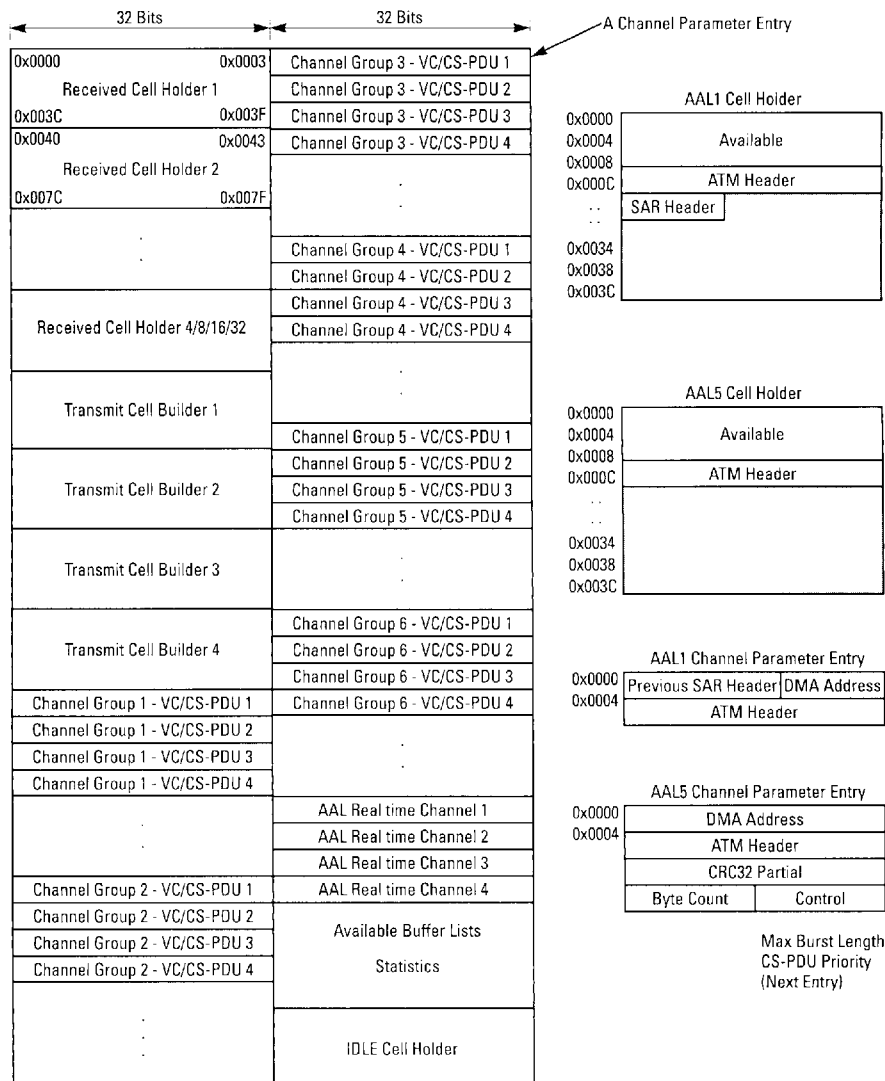 32 Bits
32 Bits
A Channel Parameter Entry
0x0000 0x0003
Received Cell Holder 1
0x003C 0x003F
0x0040 0x0043
Received Cell Holder 2
0x007C 0x007F
.
.
Received Cell Holder 4/8/16/32
Transmit Cell Builder 1
Transmit Cell Builder 2
Transmit Cell Builder 3
Transmit Cell Builder 4
Channel Group 1 - VC/CS-PDU 1
Channel Group 1 - VC/CS-PDU 2
Channel Group 1 - VC/CS-PDU 3
Channel Group 1 - VC/CS-PDU 4
.
.
Channel Group 2 - VC/CS-PDU 1
Channel Group 2 - VC/CS-PDU 2
Channel Group 2 - VC/CS-PDU 3
Channel Group 2 - VC/CS-PDU 4
.
.
.
Channel Group 3 - VC/CS-PDU 1
Channel Group 3 - VC/CS-PDU 2
Channel Group 3 - VC/CS-PDU 3
Channel Group 3 - VC/CS-PDU 4
.
.
Channel Group 4 - VC/CS-PDU 1
Channel Group 4 - VC/CS-PDU 2
Channel Group 4 - VC/CS-PDU 3
Channel Group 4 - VC/CS-PDU 4
.
.
Channel Group 5 - VC/CS-PDU 1
Channel Group 5 - VC/CS-PDU 2
Channel Group 5 - VC/CS-PDU 3
Channel Group 5 - VC/CS-PDU 4
.
.
Channel Group 6 - VC/CS-PDU 1
Channel Group 6 - VC/CS-PDU 2
Channel Group 6 - VC/CS-PDU 3
Channel Group 6 - VC/CS-PDU 4
.
.
AAL Real time Channel 1
AAL Real time Channel 2
AAL Real time Channel 3
AAL Real time Channel 4
Available Buffer Lists
Statistics
IDLE Cell Holder
AAL1 Cell Holder
0x0000
0x0004 Available
0x0008
0x000C ATM Header
. . SAR Header
. .
0x0034
0x0038
0x003C
AAL5 Cell Holder
0x0000
0x0004 Available
0x0008
0x000C ATM Header
. .
. .
0x0034
0x0038
0x003C
AAL1 Channel Parameter Entry
0x0000 Previous SAR Header DMA Address
0x0004 ATM Header
AAL5 Channel Parameter Entry
0x0000 DMA Address
0x0004 ATM Header
CRC32 Partial
Byte Count Control
Max Burst Length
CS-PDU Priority
(Next Entry)